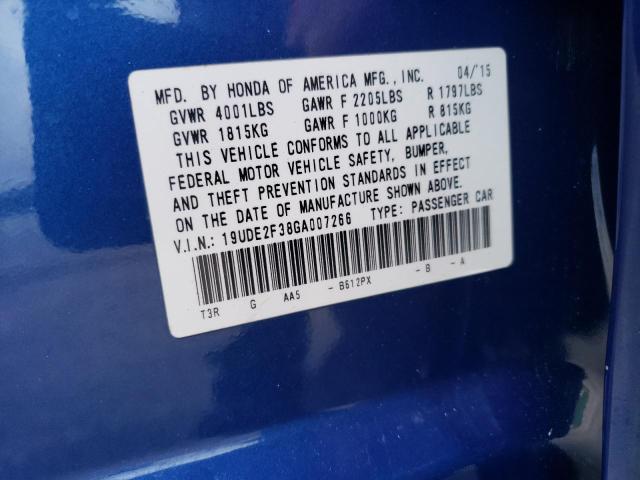 MFD. BY HONDA OF AMERICA MFG., INC. 04/'15
GVWR 4001LBS GAWR F 2205LBS R 1797LBS
GVWR 1815KG GAWR F 1000KG R 815KG
THIS VEHICLE CONFORMS TO ALL APPLICABLE
FEDERAL MOTOR VEHICLE SAFETY, BUMPER,
AND THEFT PREVENTION STANDARDS IN EFFECT
ON THE DATE OF MANUFACTURE SHOWN ABOVE.
V.I.N.: 19UDE2F38GA007266 TYPE: PASSENGER CAR
T3R G AA5 - B612PX - B - A